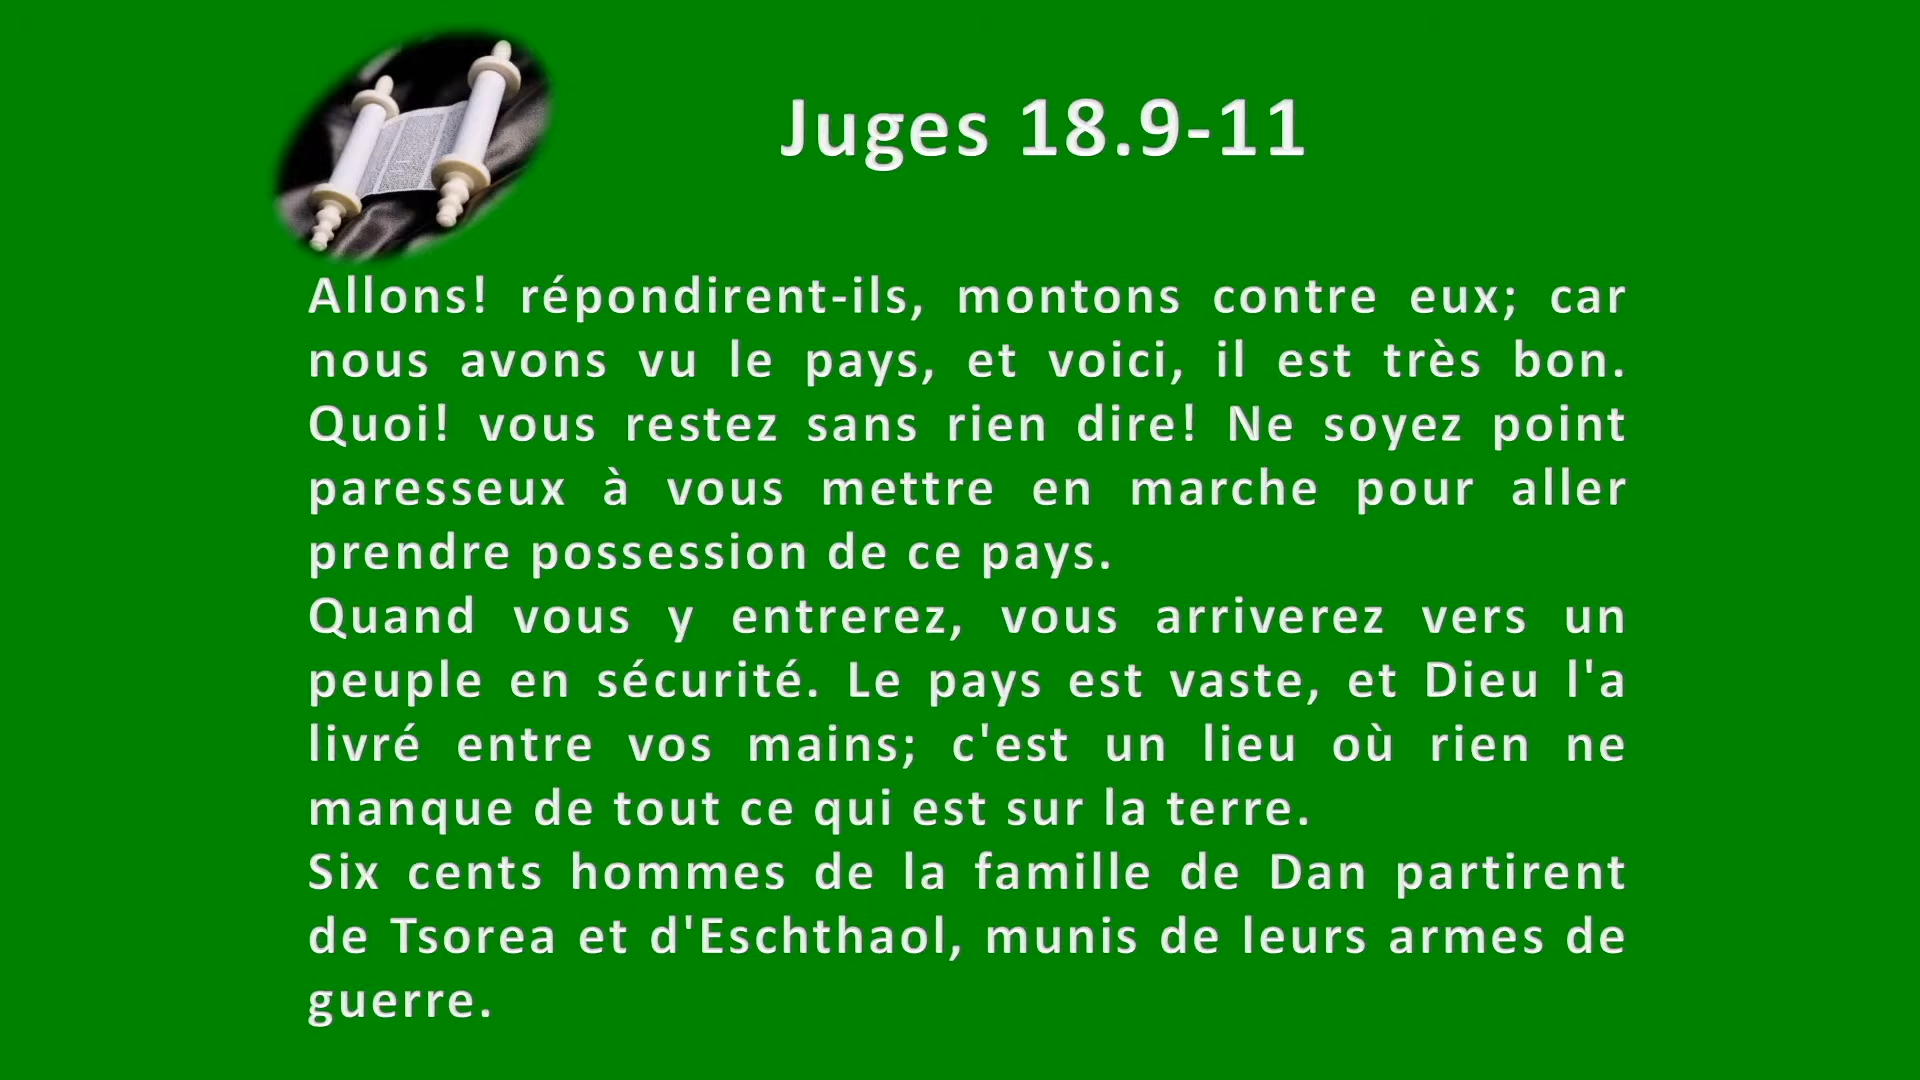 Juges 18.9-11
Allons! répondirent-ils, montons contre eux; car
nous avons vu le pays, et voici, il est très bon.
Quoi! vous restez sans rien dire! Ne soyez point
paresseux à vous mettre en marche pour aller
prendre possession de ce pays.
Quand vous y entrerez, vous arriverez vers un
peuple en sécurité. Le pays est vaste, et Dieu l'a
livré entre vos mains; c'est un lieu où rien ne
manque de tout ce qui est sur la terre.
Six cents hommes de la famille de Dan partirent
de Tsorea et d'Eschthaol, munis de leurs armes de
guerre.